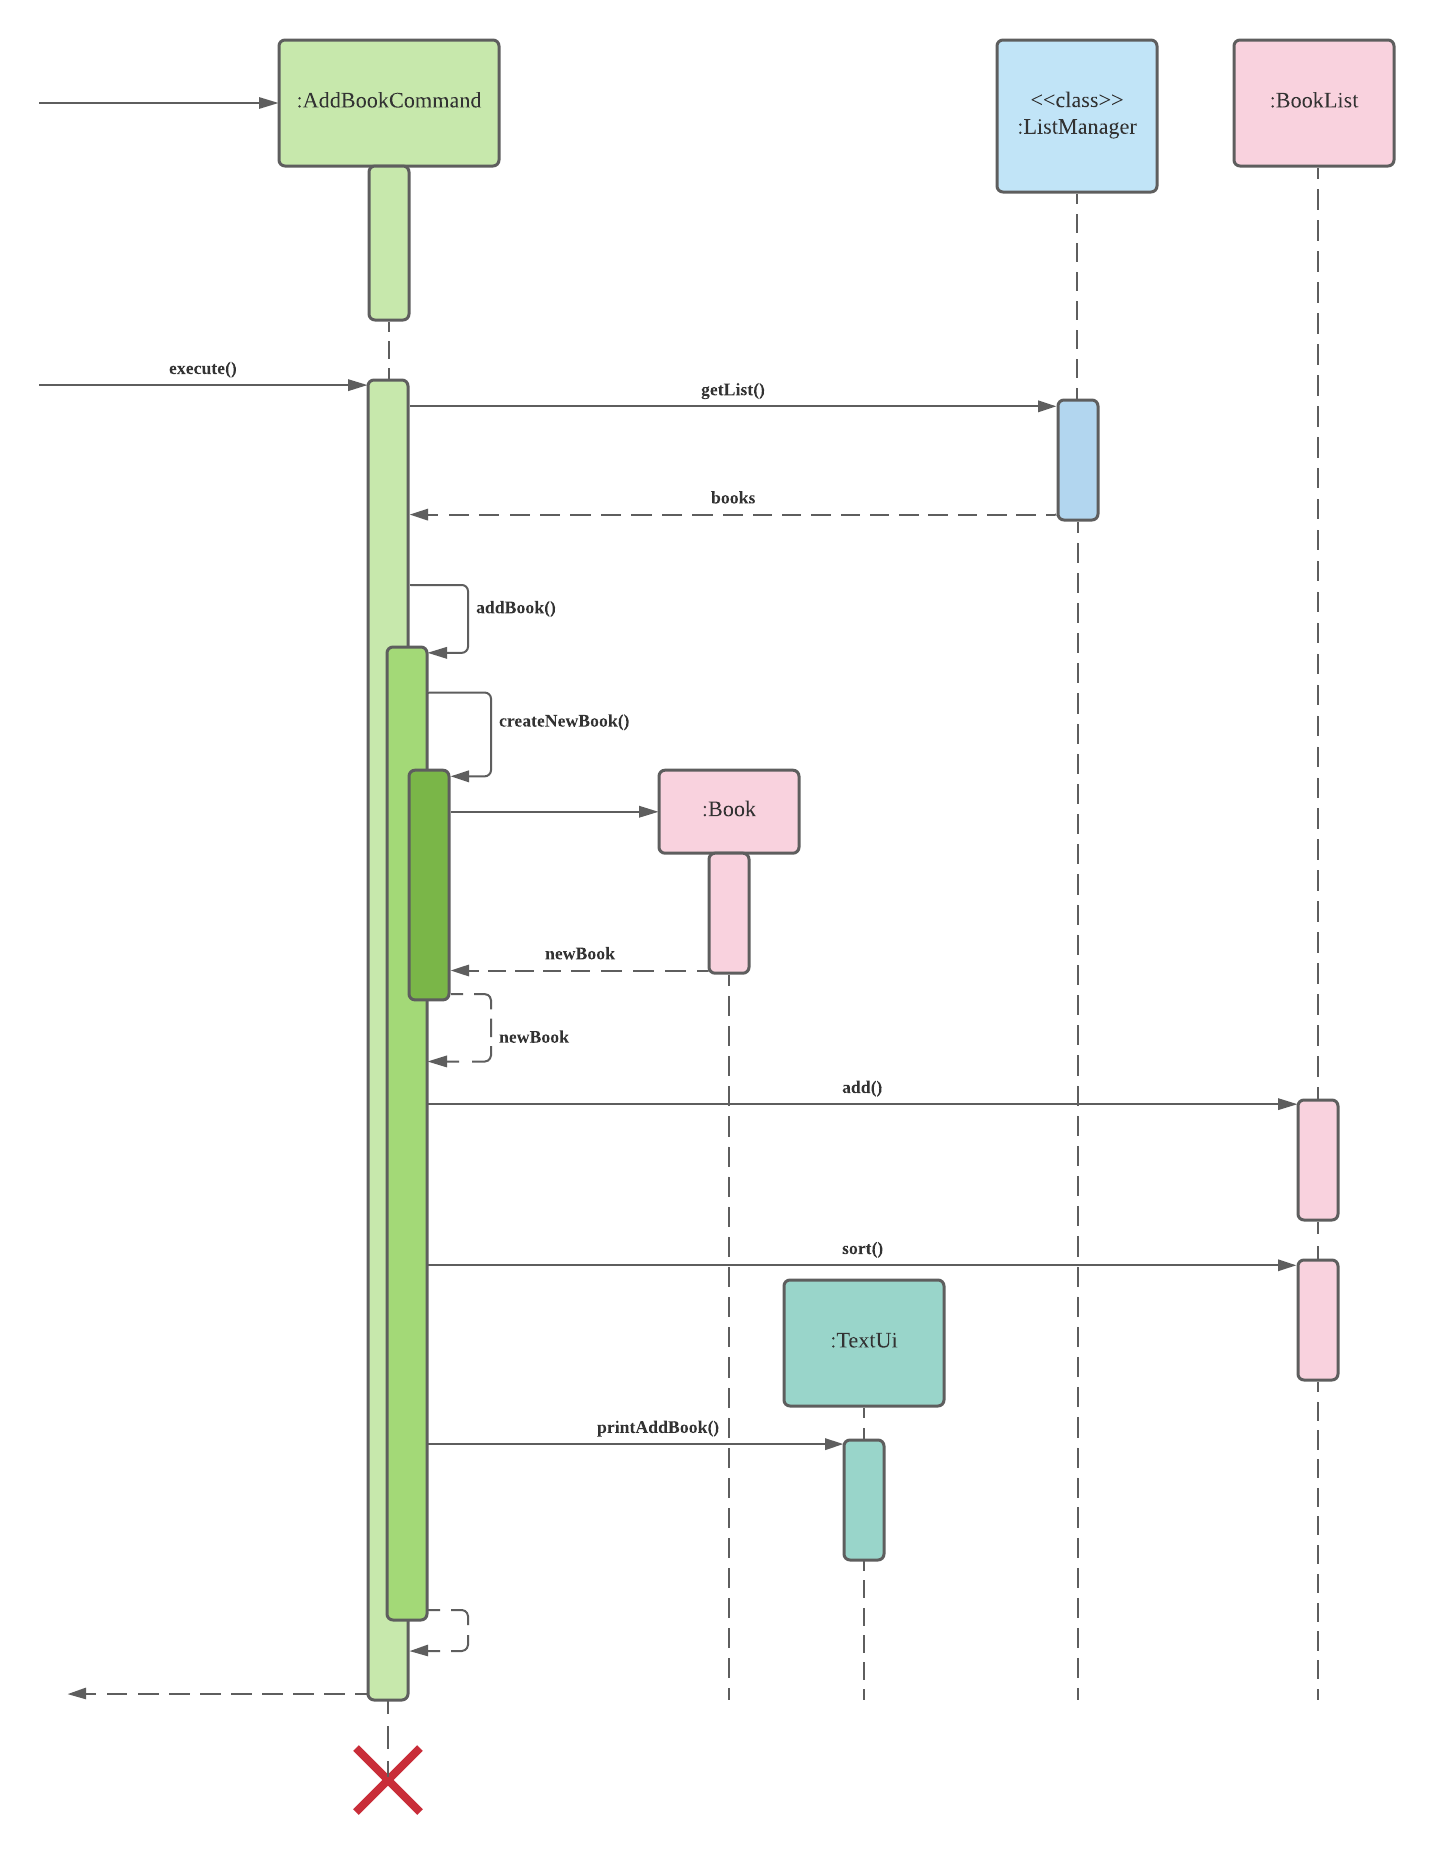 :AddBookCommand
<<class>>
:ListManager
:BookList
execute()
getList()
books
addBook()
createNewBook()
:Book
newBook
newBook
add()
sort()
:TextUi
printAddBook()